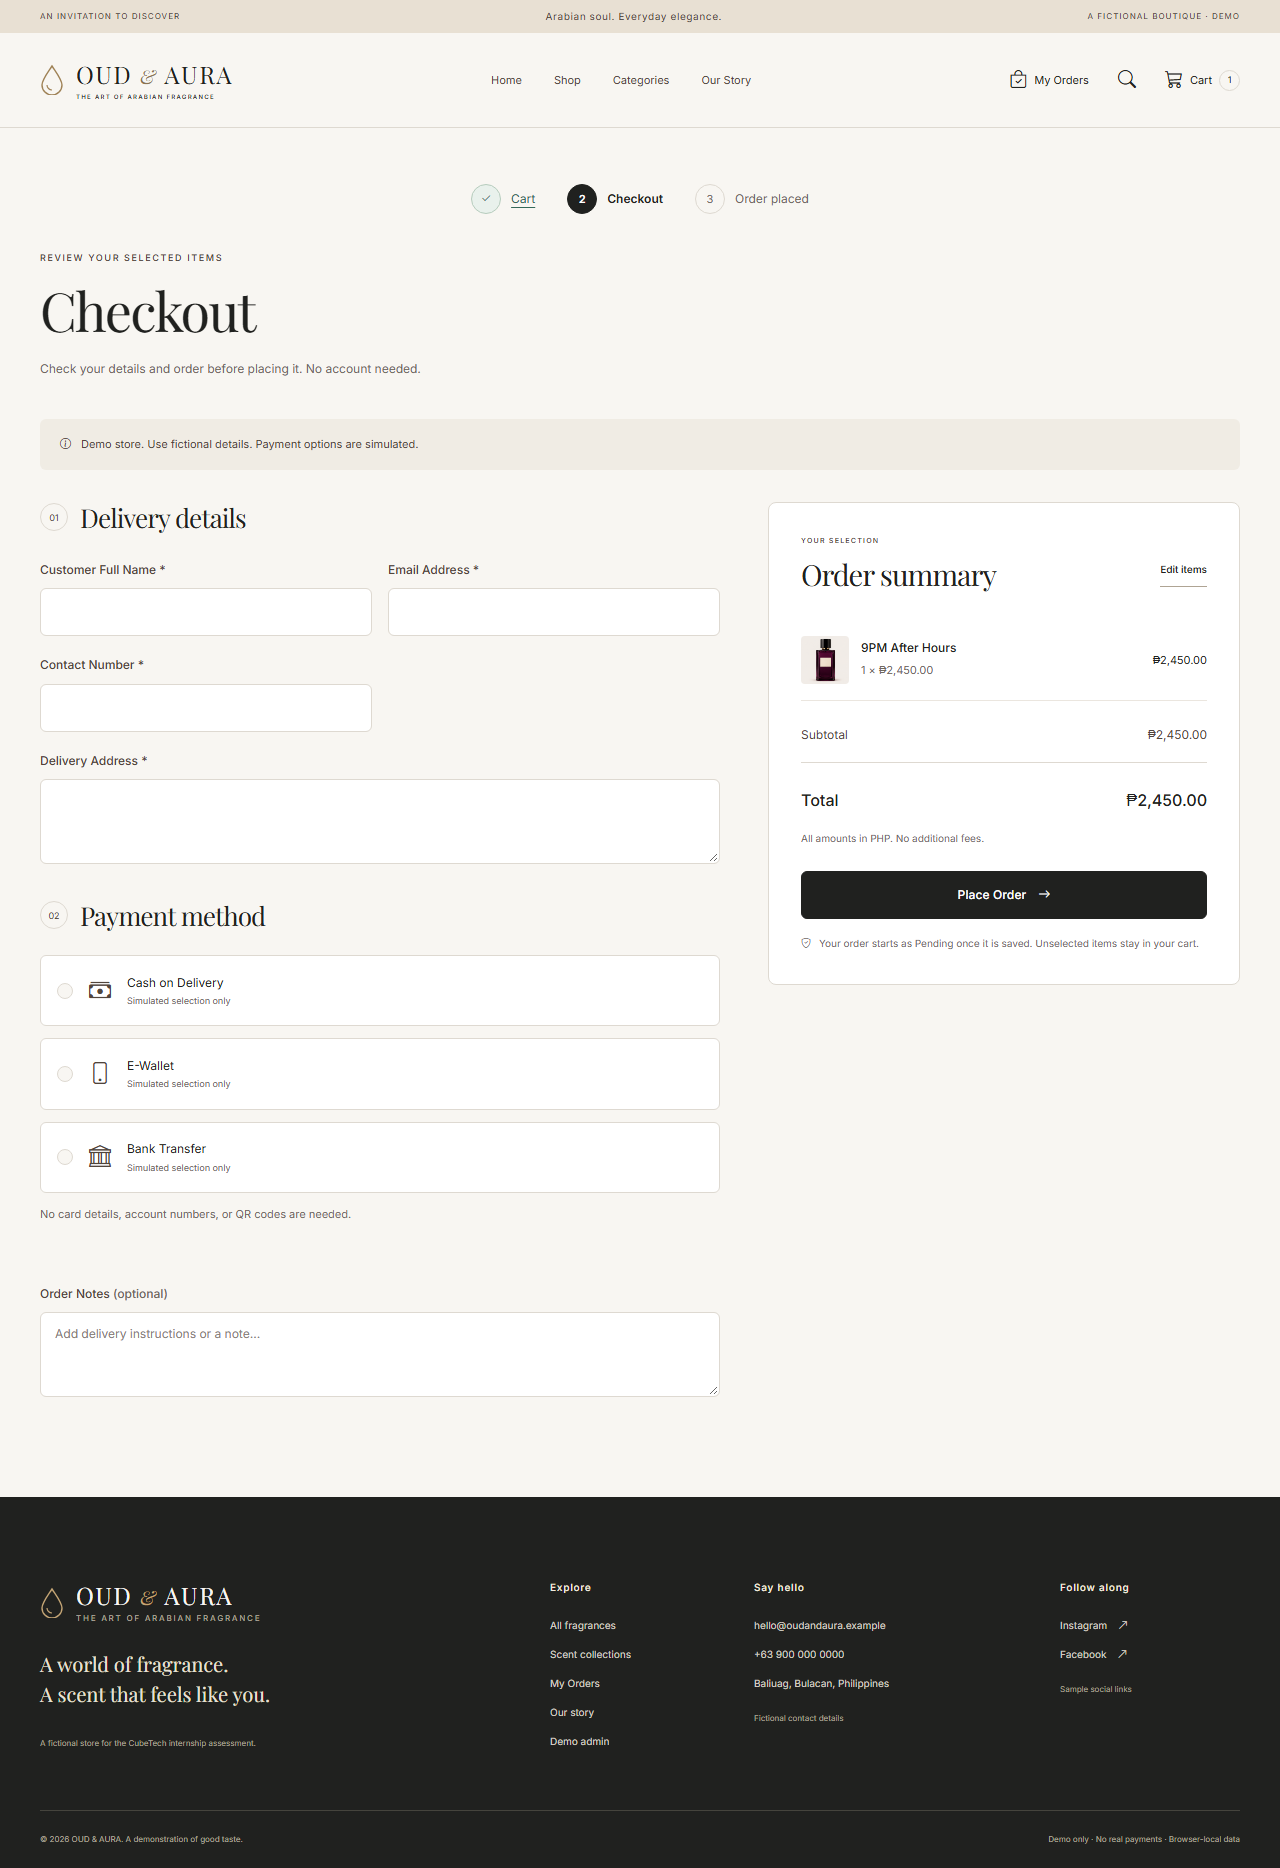 AN INVITATION TO DISCOVER
Arabian soul. Everyday elegance.
A FICTIONAL BOUTIQUE · DEMO
OUD & AURA
THE ART OF ARABIAN FRAGRANCE
Home
Shop
Categories
Our Story
My Orders
Cart
1
Cart
2
Checkout
3
Order placed
REVIEW YOUR SELECTED ITEMS
Checkout
Check your details and order before placing it. No account needed.
Demo store. Use fictional details. Payment options are simulated.
01
Delivery details
Customer Full Name *
Email Address *
Contact Number *
Delivery Address *
02
Payment method
Cash on Delivery
Simulated selection only
E-Wallet
Simulated selection only
Bank Transfer
Simulated selection only
No card details, account numbers, or QR codes are needed.
Order Notes (optional)
Add delivery instructions or a note...
YOUR SELECTION
Order summary
Edit items
9PM After Hours
1 × ₱2,450.00
₱2,450.00
Subtotal
₱2,450.00
Total
₱2,450.00
All amounts in PHP. No additional fees.
Place Order
Your order starts as Pending once it is saved. Unselected items stay in your cart.
OUD & AURA
THE ART OF ARABIAN FRAGRANCE
A world of fragrance.
A scent that feels like you.
A fictional store for the CubeTech internship assessment.
Explore
All fragrances
Scent collections
My Orders
Our story
Demo admin
Say hello
hello@oudandaura.example
+63 900 000 0000
Baliuag, Bulacan, Philippines
Fictional contact details
Follow along
Instagram
Facebook
Sample social links
© 2026 OUD & AURA. A demonstration of good taste.
Demo only · No real payments · Browser-local data